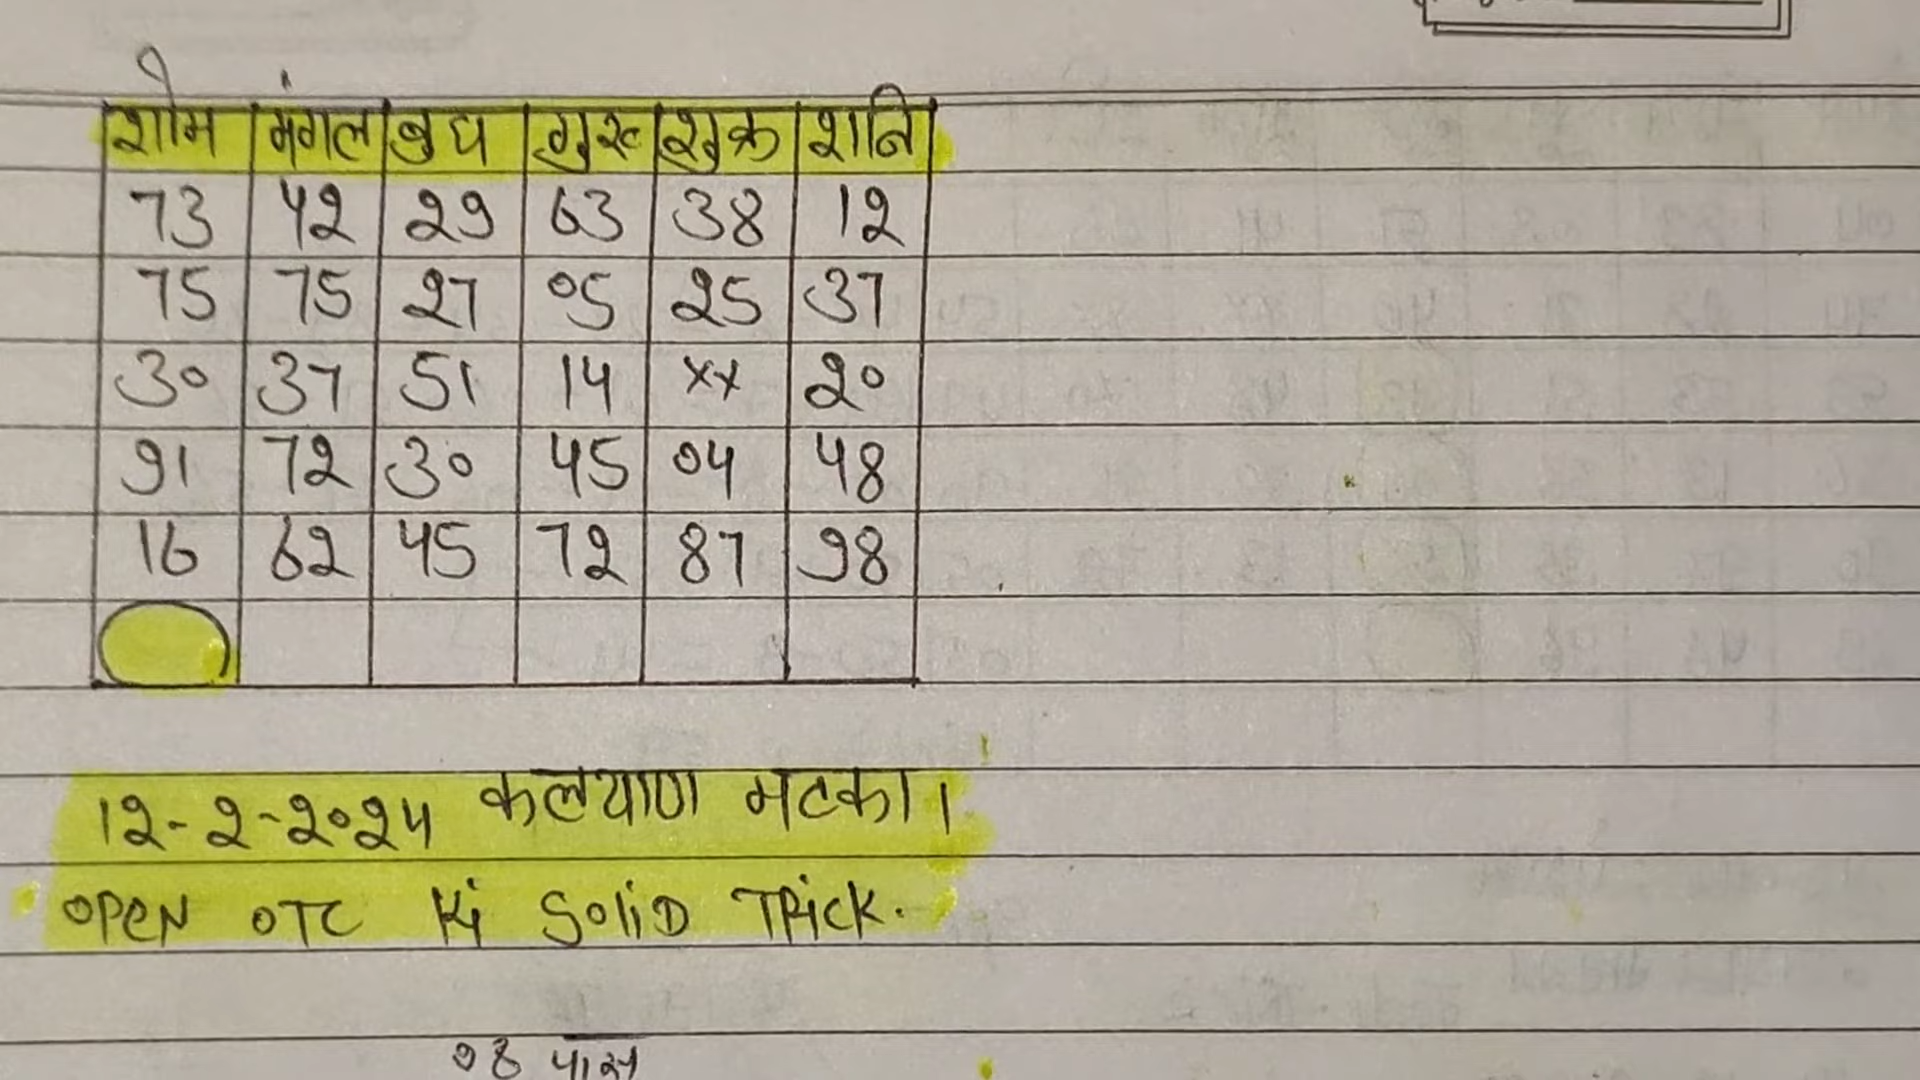 शोम मंगल बुध गुरू शुक्र शनि
73 42 29 63 38 12
75 75 27 05 25 37
30 37 51 14 xx 20
91 72 30 45 04 48
16 62 45 72 87 98
12-2-2024 कल्याण मटका।
OPEN OTC Ki SoliD TRiCK.
08 पास